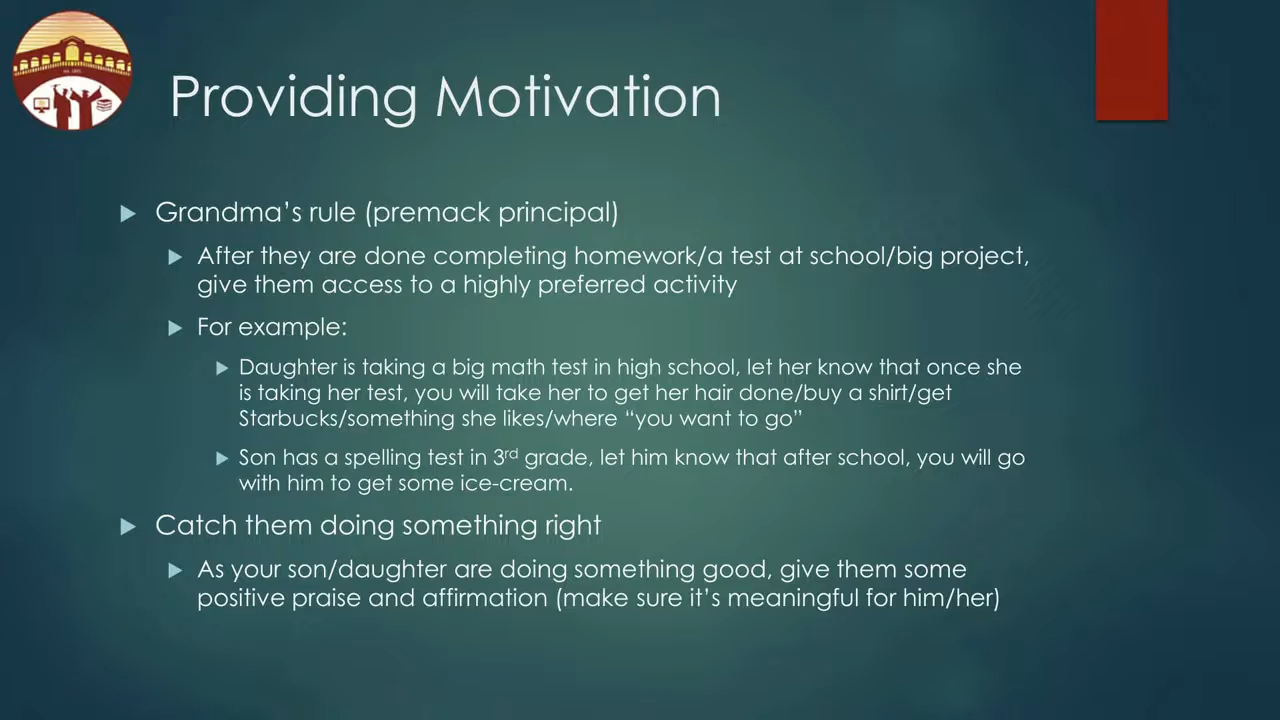 Providing Motivation
Grandma's rule (premack principal)
After they are done completing homework/a test at school/big project,
give them access to a highly preferred activity
For example:
Daughter is taking a big math test in high school, let her know that once she
is taking her test, you will take her to get her hair done/buy a shirt/get
Starbucks/something she likes/where “you want to go”
Son has a spelling test in 3rd grade, let him know that after school, you will go
with him to get some ice-cream.
Catch them doing something right
As your son/daughter are doing something good, give them some
positive praise and affirmation (make sure it's meaningful for him/her)